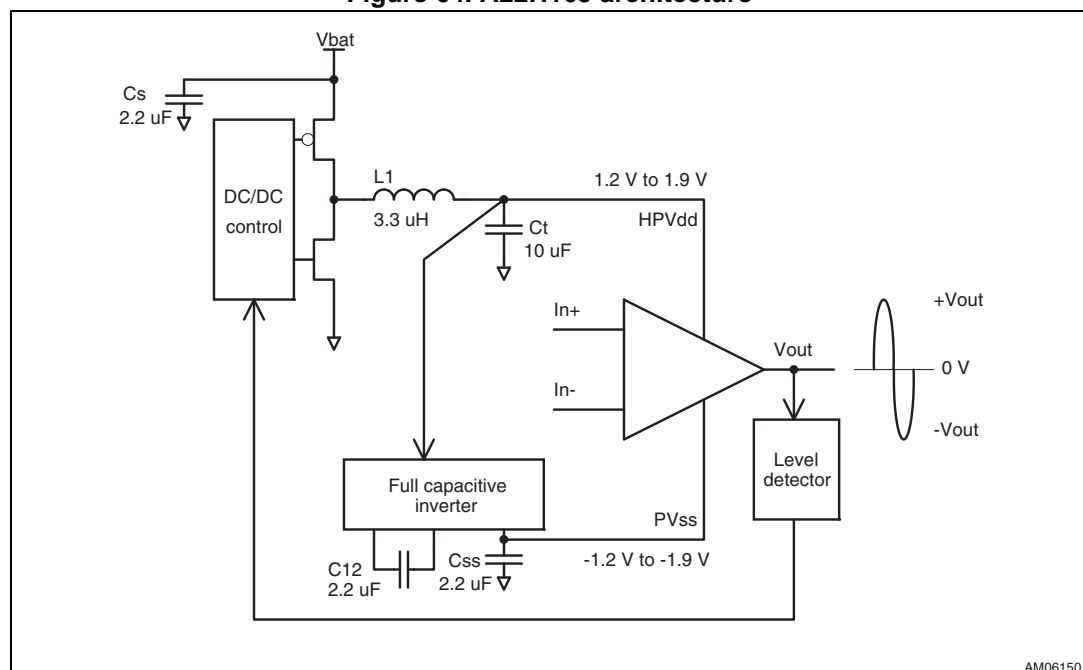 Vbat
Cs
2.2 uF
DC/DC
control
L1
3.3 uH
1.2 V to 1.9 V
HPVdd
Ct
10 uF
In+
In-
Vout
+Vout
0 V
-Vout
Level
detector
Full capacitive
inverter
PVss
-1.2 V to -1.9 V
C12
2.2 uF
Css
2.2 uF
AM06150